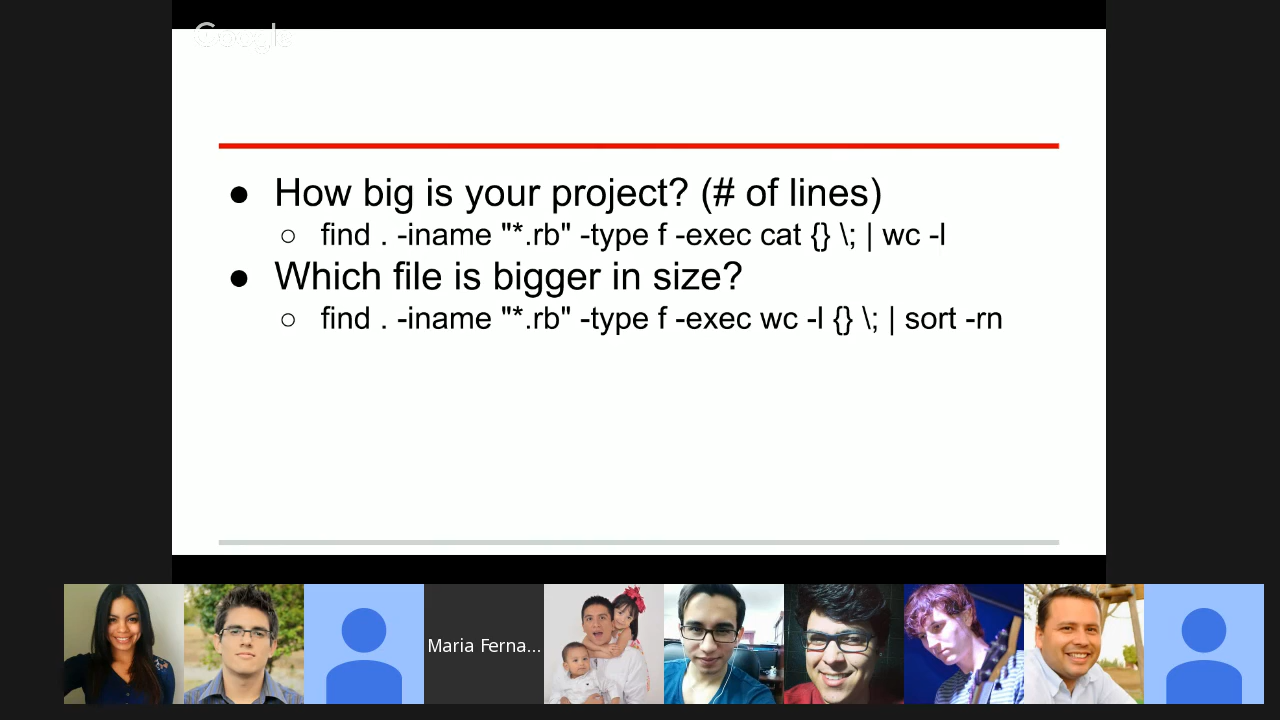 Google
● How big is your project? (# of lines)
○ find . -iname "*.rb" -type f -exec cat {} \; | wc -l
● Which file is bigger in size?
○ find . -iname "*.rb" -type f -exec wc -l {} \; | sort -rn
Maria Ferna...